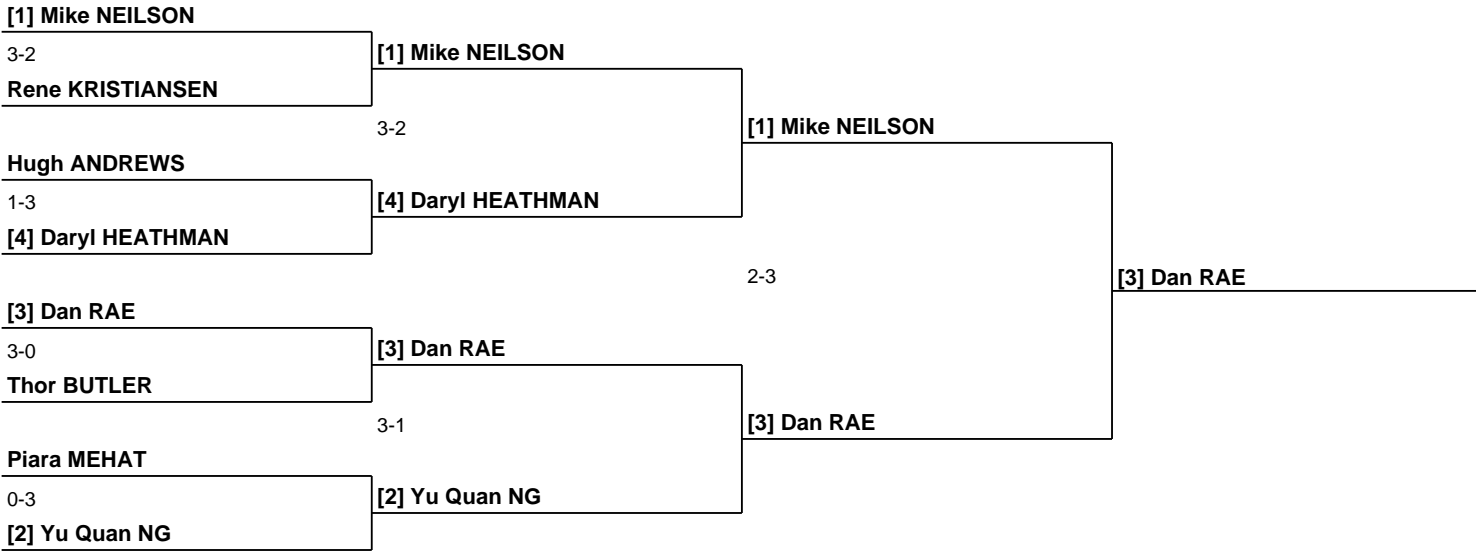 [1] Mike NEILSON
3-2
[1] Mike NEILSON
Rene KRISTIANSEN
3-2
[1] Mike NEILSON
Hugh ANDREWS
1-3
[4] Daryl HEATHMAN
[4] Daryl HEATHMAN
2-3
[3] Dan RAE
[3] Dan RAE
3-0
[3] Dan RAE
Thor BUTLER
3-1
[3] Dan RAE
Piara MEHAT
0-3
[2] Yu Quan NG
[2] Yu Quan NG